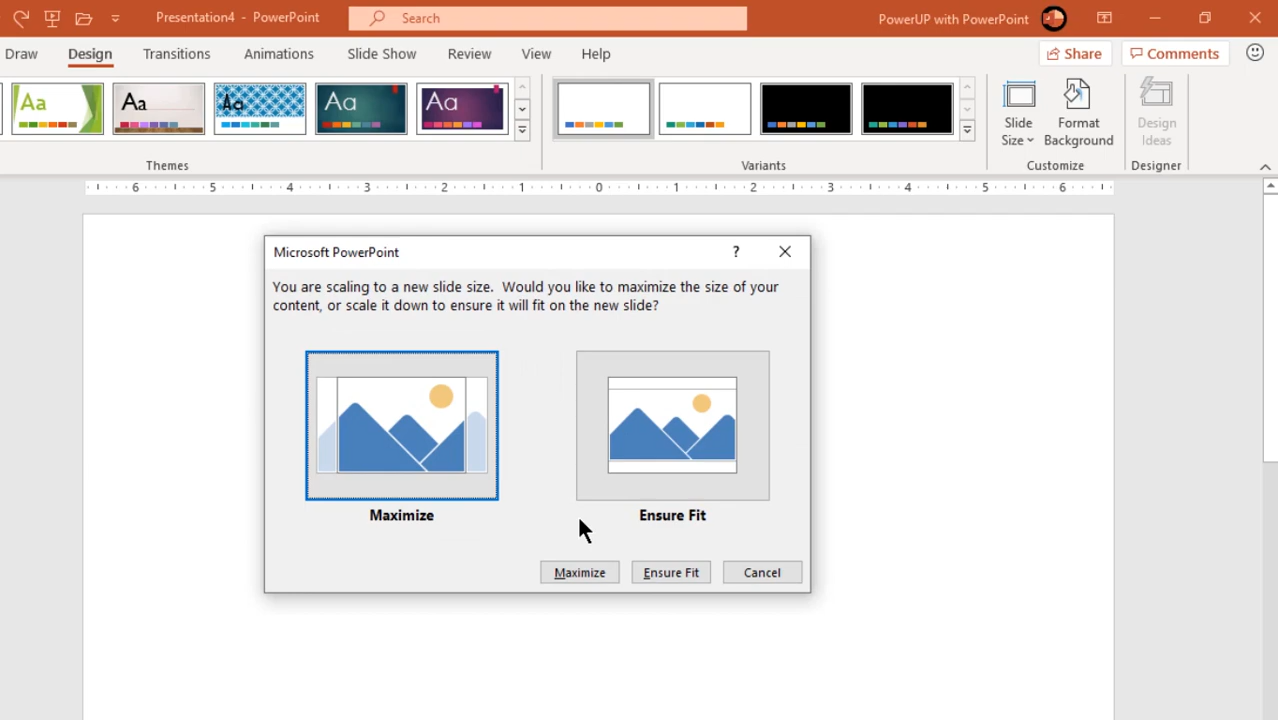 Presentation4 - PowerPoint
Search
PowerUP with PowerPoint
Draw
Design
Transitions
Animations
Slide Show
Review
View
Help
Share
Comments
Aa
Aa
Aa
Aa
Aa
Slide Size
Format Background
Design Ideas
Themes
Variants
Customize
Designer
6 5 4 3 2 1 0 1 2 3 4 5 6
Microsoft PowerPoint
?
You are scaling to a new slide size. Would you like to maximize the size of your
content, or scale it down to ensure it will fit on the new slide?
Maximize
Ensure Fit
Maximize
Ensure Fit
Cancel